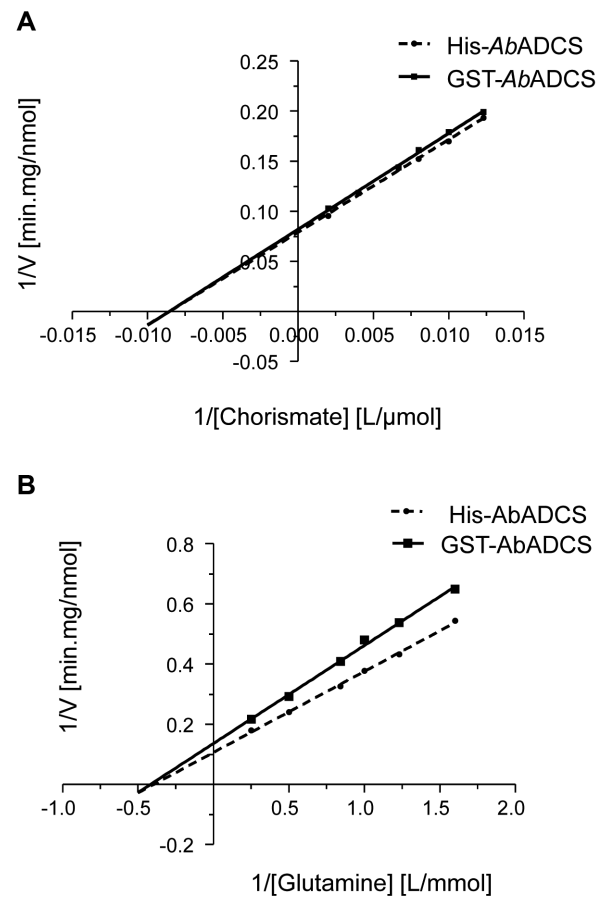 A
His-AbADCS
GST-AbADCS
0.25
0.20
0.15
0.10
0.05
-0.05
-0.015 -0.010 -0.005 0.000 0.005 0.010 0.015
1/V [min.mg/nmol]
1/[Chorismate] [L/µmol]
B
His-AbADCS
GST-AbADCS
0.8
0.6
0.4
0.2
-0.2
-1.0 -0.5 0.5 1.0 1.5 2.0
1/V [min.mg/nmol]
1/[Glutamine] [L/mmol]